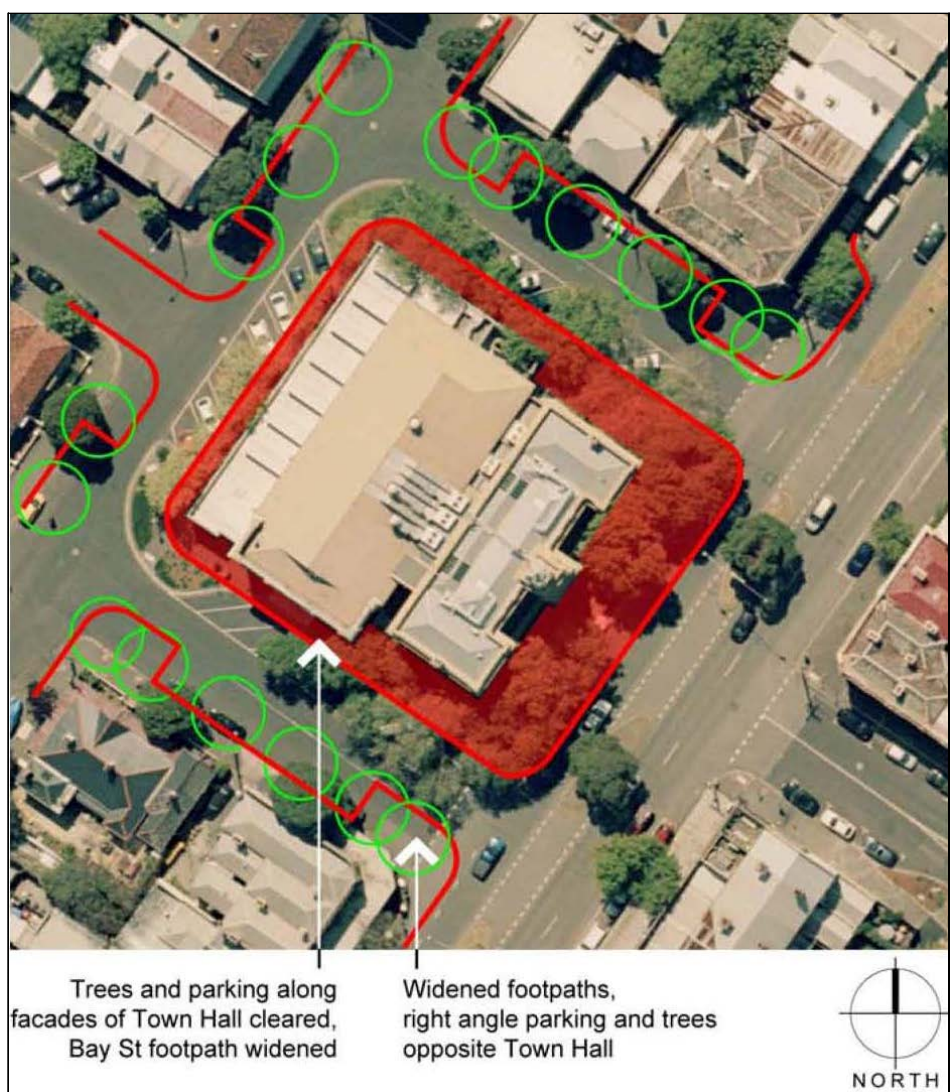 Trees and parking along
facades of Town Hall cleared,
Bay St footpath widened
Widened footpaths,
right angle parking and trees
opposite Town Hall
NORTH